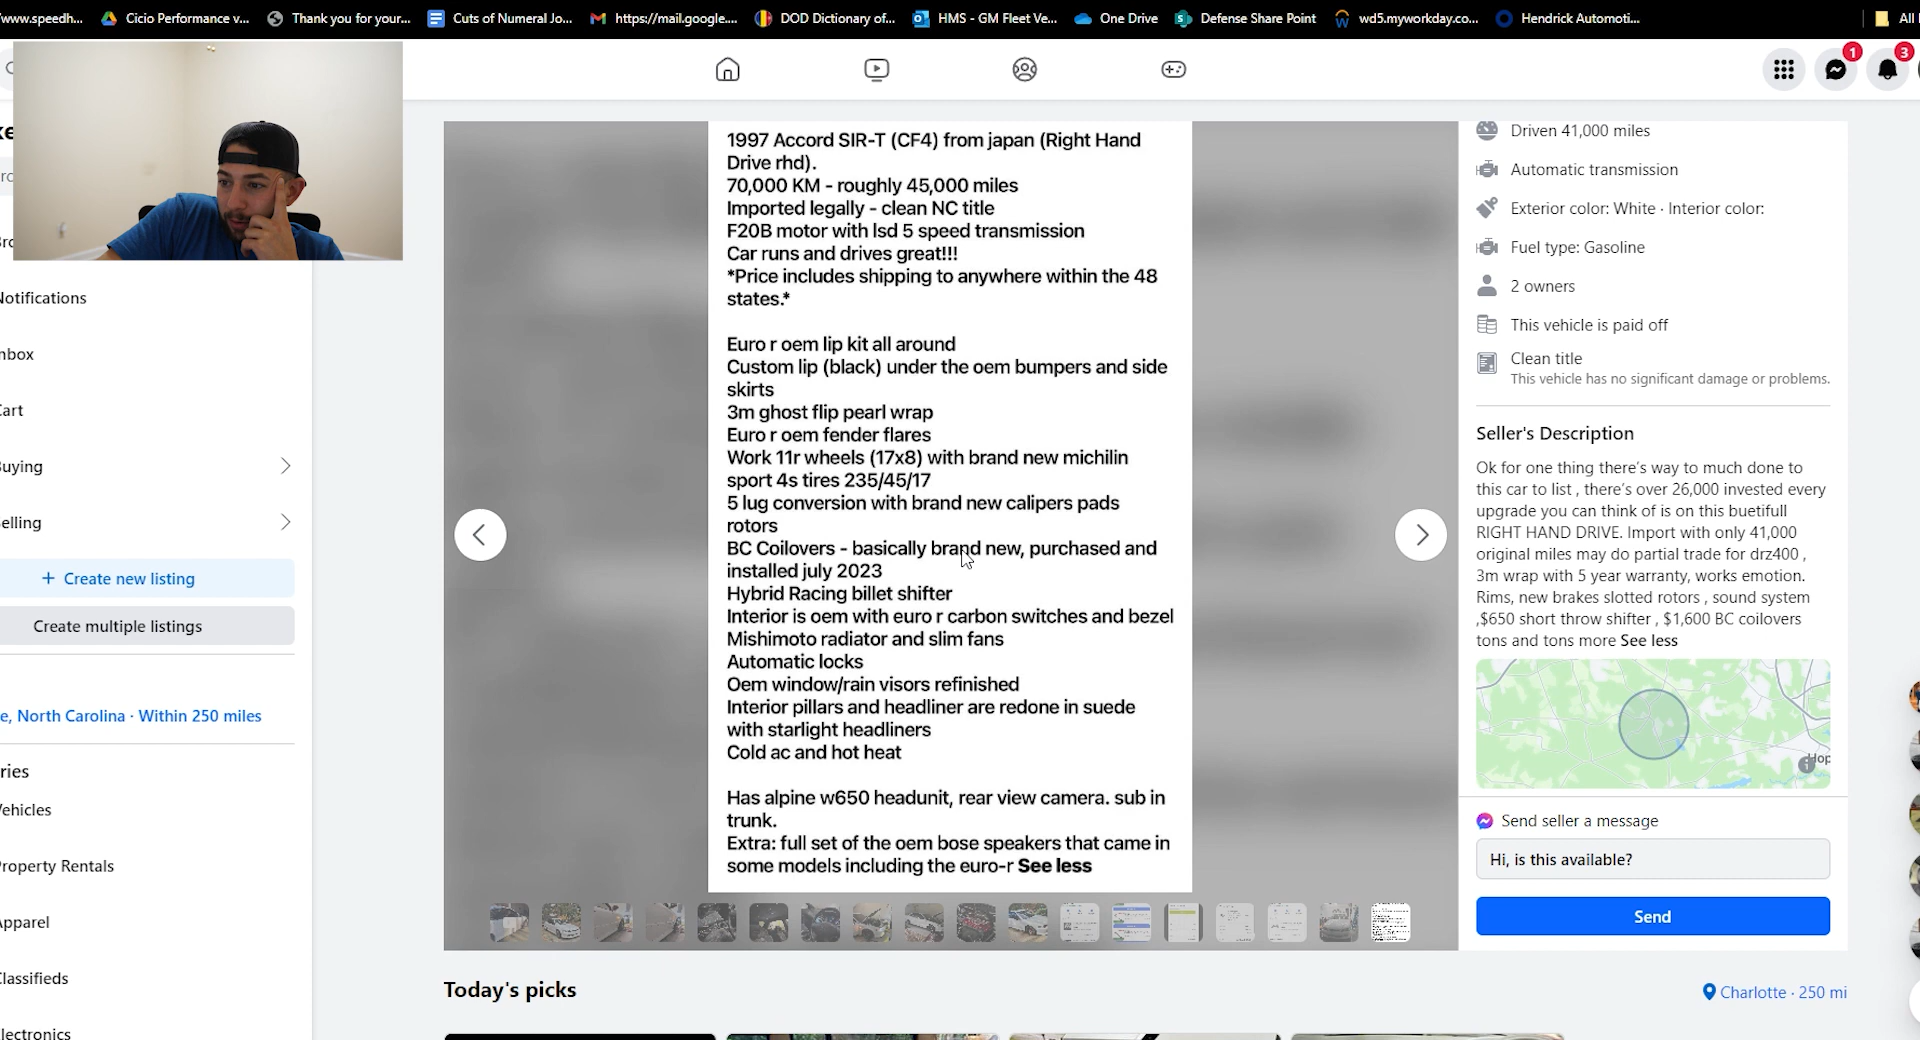 www.speedh...
Cicio Performance v...
Thank you for your...
Cuts of Numeral Jo...
https://mail.google....
DOD Dictionary of...
HMS - GM Fleet Ve...
One Drive
Defense Share Point
wd5.myworkday.co...
Hendrick Automoti...
All
1
3
1997 Accord SIR-T (CF4) from japan (Right Hand
Drive rhd).
70,000 KM - roughly 45,000 miles
Imported legally - clean NC title
F20B motor with lsd 5 speed transmission
Car runs and drives great!!!
*Price includes shipping to anywhere within the 48
states.*
Euro r oem lip kit all around
Custom lip (black) under the oem bumpers and side
skirts
3m ghost flip pearl wrap
Euro r oem fender flares
Work 11r wheels (17x8) with brand new michilin
sport 4s tires 235/45/17
5 lug conversion with brand new calipers pads
rotors
BC Coilovers - basically brand new, purchased and
installed july 2023
Hybrid Racing billet shifter
Interior is oem with euro r carbon switches and bezel
Mishimoto radiator and slim fans
Automatic locks
Oem window/rain visors refinished
Interior pillars and headliner are redone in suede
with starlight headliners
Cold ac and hot heat
Has alpine w650 headunit, rear view camera. sub in
trunk.
Extra: full set of the oem bose speakers that came in
some models including the euro-r See less
Driven 41,000 miles
Automatic transmission
Exterior color: White · Interior color:
Fuel type: Gasoline
2 owners
This vehicle is paid off
Clean title
This vehicle has no significant damage or problems.
Seller's Description
Ok for one thing there's way to much done to
this car to list , there's over 26,000 invested every
upgrade you can think of is on this buetifull
RIGHT HAND DRIVE. Import with only 41,000
original miles may do partial trade for drz400 ,
3m wrap with 5 year warranty, works emotion.
Rims, new brakes slotted rotors , sound system
,$650 short throw shifter , $1,600 BC coilovers
tons and tons more See less
Hop
Send seller a message
Hi, is this available?
Send
Notifications
nbox
Cart
Buying
Selling
+ Create new listing
Create multiple listings
e, North Carolina · Within 250 miles
ries
Vehicles
Property Rentals
Apparel
Classifieds
Electronics
Today's picks
Charlotte · 250 mi